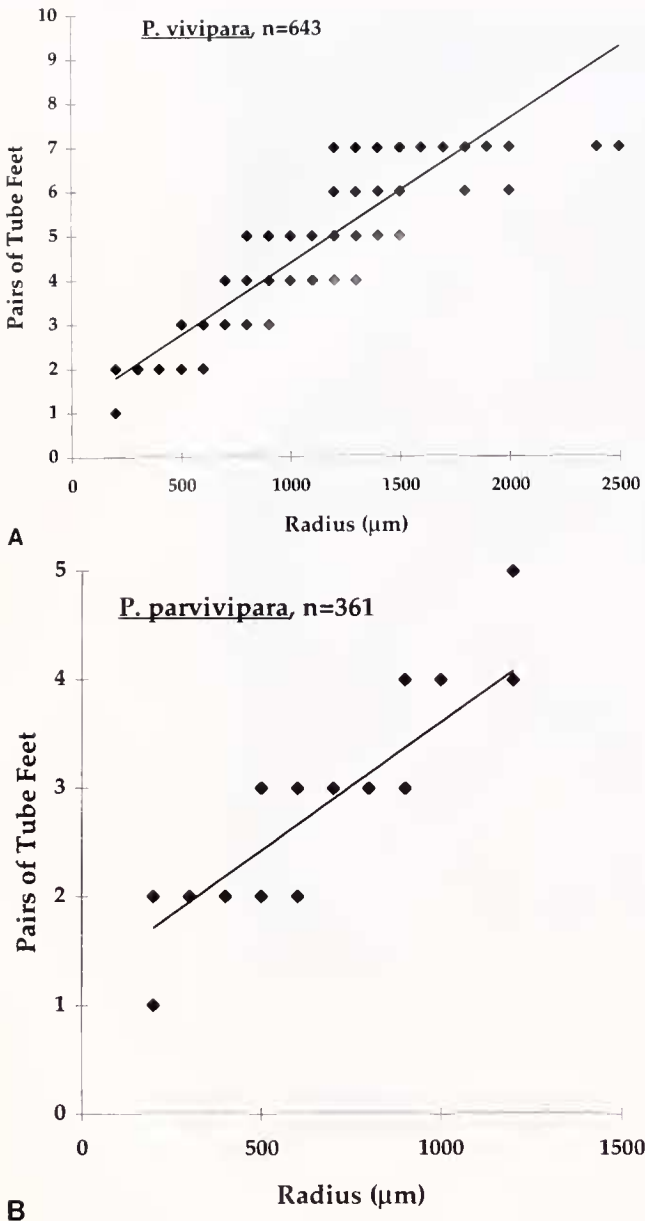 P. vivipara, n=643
Pairs of Tube Feet
10
9
8
7
6
5
4
3
2
1
0
0 500 1000 1500 2000 2500
Radius (µm)
A
P. parvivipara, n=361
Pairs of Tube Feet
5
4
3
2
1
0
0 500 1000 1500
Radius (µm)
B